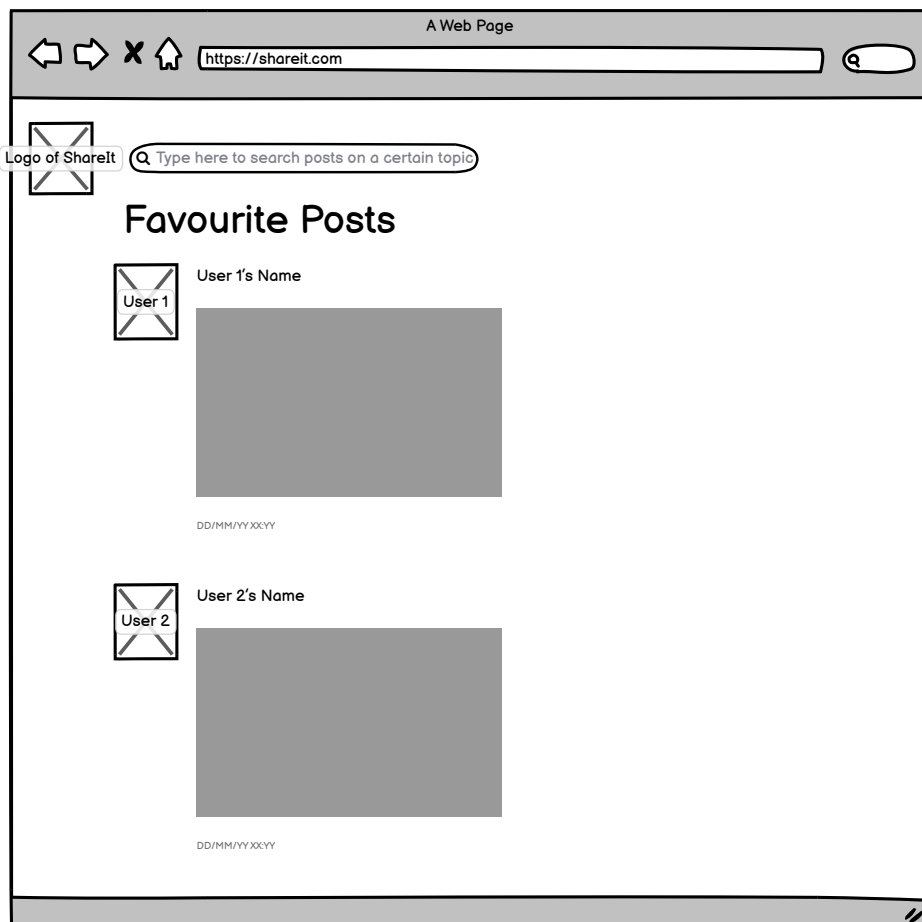 A Web Page
https://shareit.com
Logo of ShareIt
Type here to search posts on a certain topic
Favourite Posts
User 1
User 1's Name
DD/MM/YY XX:YY
User 2
User 2's Name
DD/MM/YY XX:YY